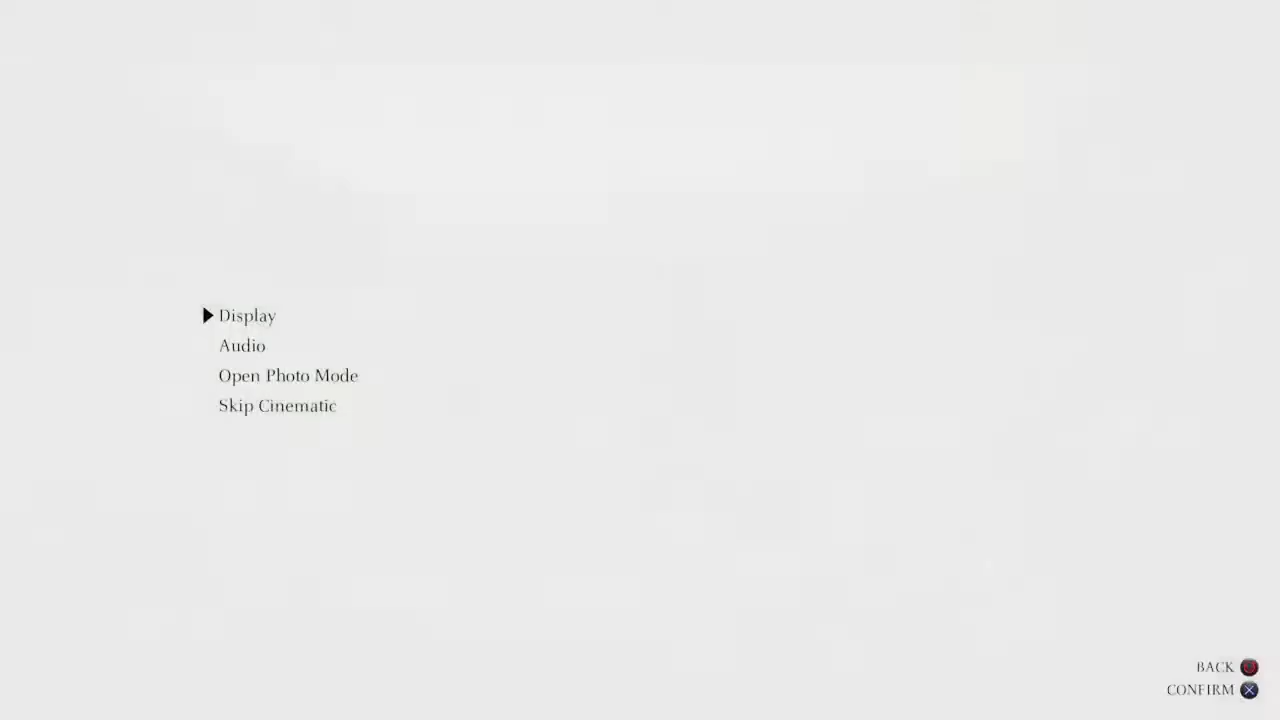 Display
Audio
Open Photo Mode
Skip Cinematic
BACK
CONFIRM